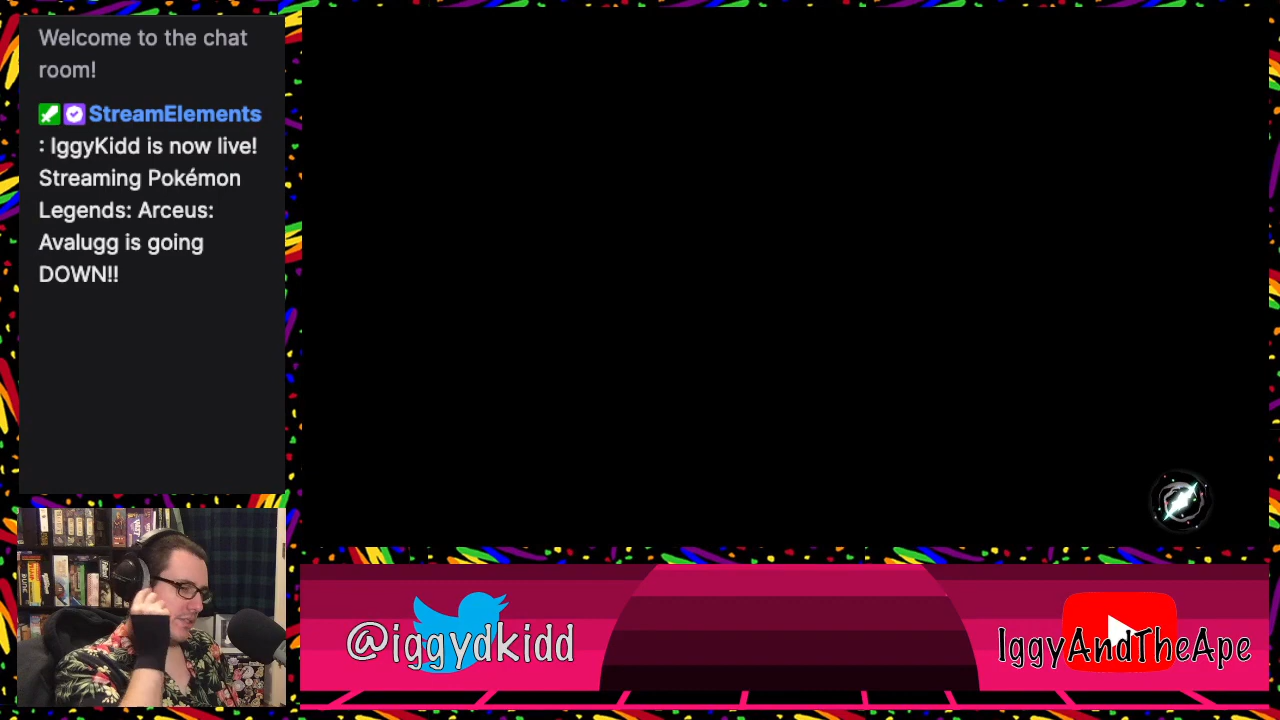 Welcome to the chat
room!
StreamElements
: IggyKidd is now live!
Streaming Pokémon
Legends: Arceus:
Avalugg is going
DOWN!!
@iggydkidd
IggyAndTheApe